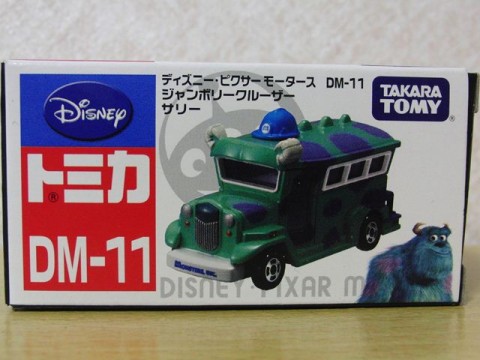 Disney
トミカ
DM-11
ディズニー・ピクサー モータース DM-11
ジャンボリークルーザー
サリー
TAKARA
TOMY
MONSTERS, INC.
DISNEY・PIXAR M